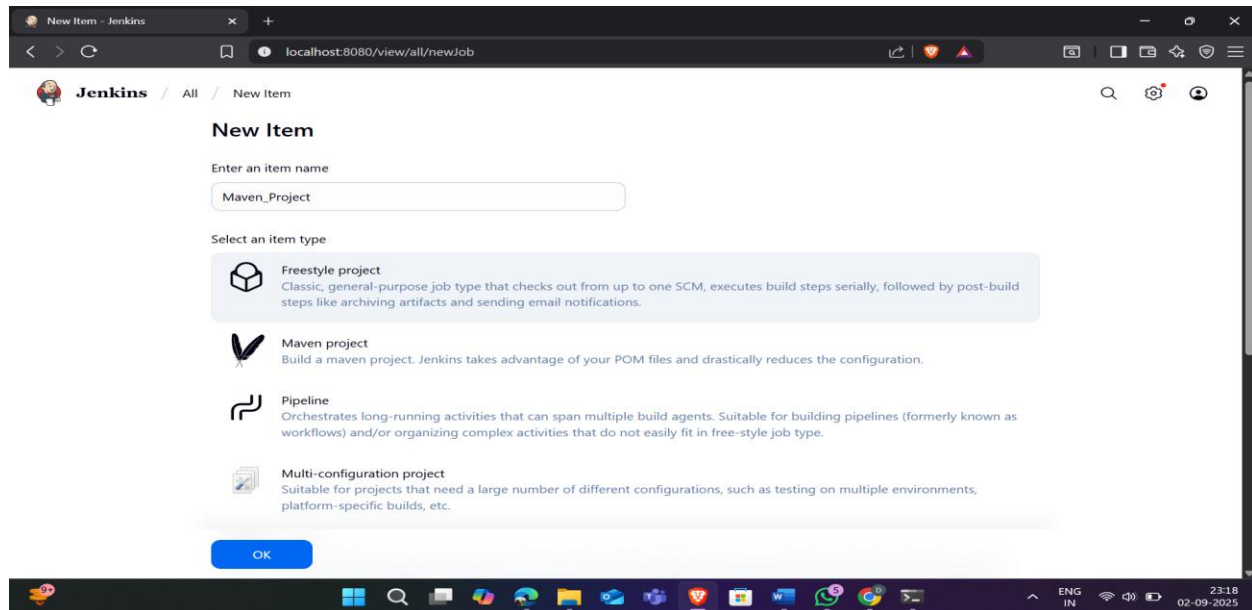 New Item - Jenkins
localhost:8080/view/all/newJob
Jenkins / All / New Item
New Item
Enter an item name
Maven_Project
Select an item type
Freestyle project
Classic, general-purpose job type that checks out from up to one SCM, executes build steps serially, followed by post-build
steps like archiving artifacts and sending email notifications.
Maven project
Build a maven project. Jenkins takes advantage of your POM files and drastically reduces the configuration.
Pipeline
Orchestrates long-running activities that can span multiple build agents. Suitable for building pipelines (formerly known as
workflows) and/or organizing complex activities that do not easily fit in free-style job type.
Multi-configuration project
Suitable for projects that need a large number of different configurations, such as testing on multiple environments,
platform-specific builds, etc.
OK
9+
5
ENG
IN
23:18
02-09-2025